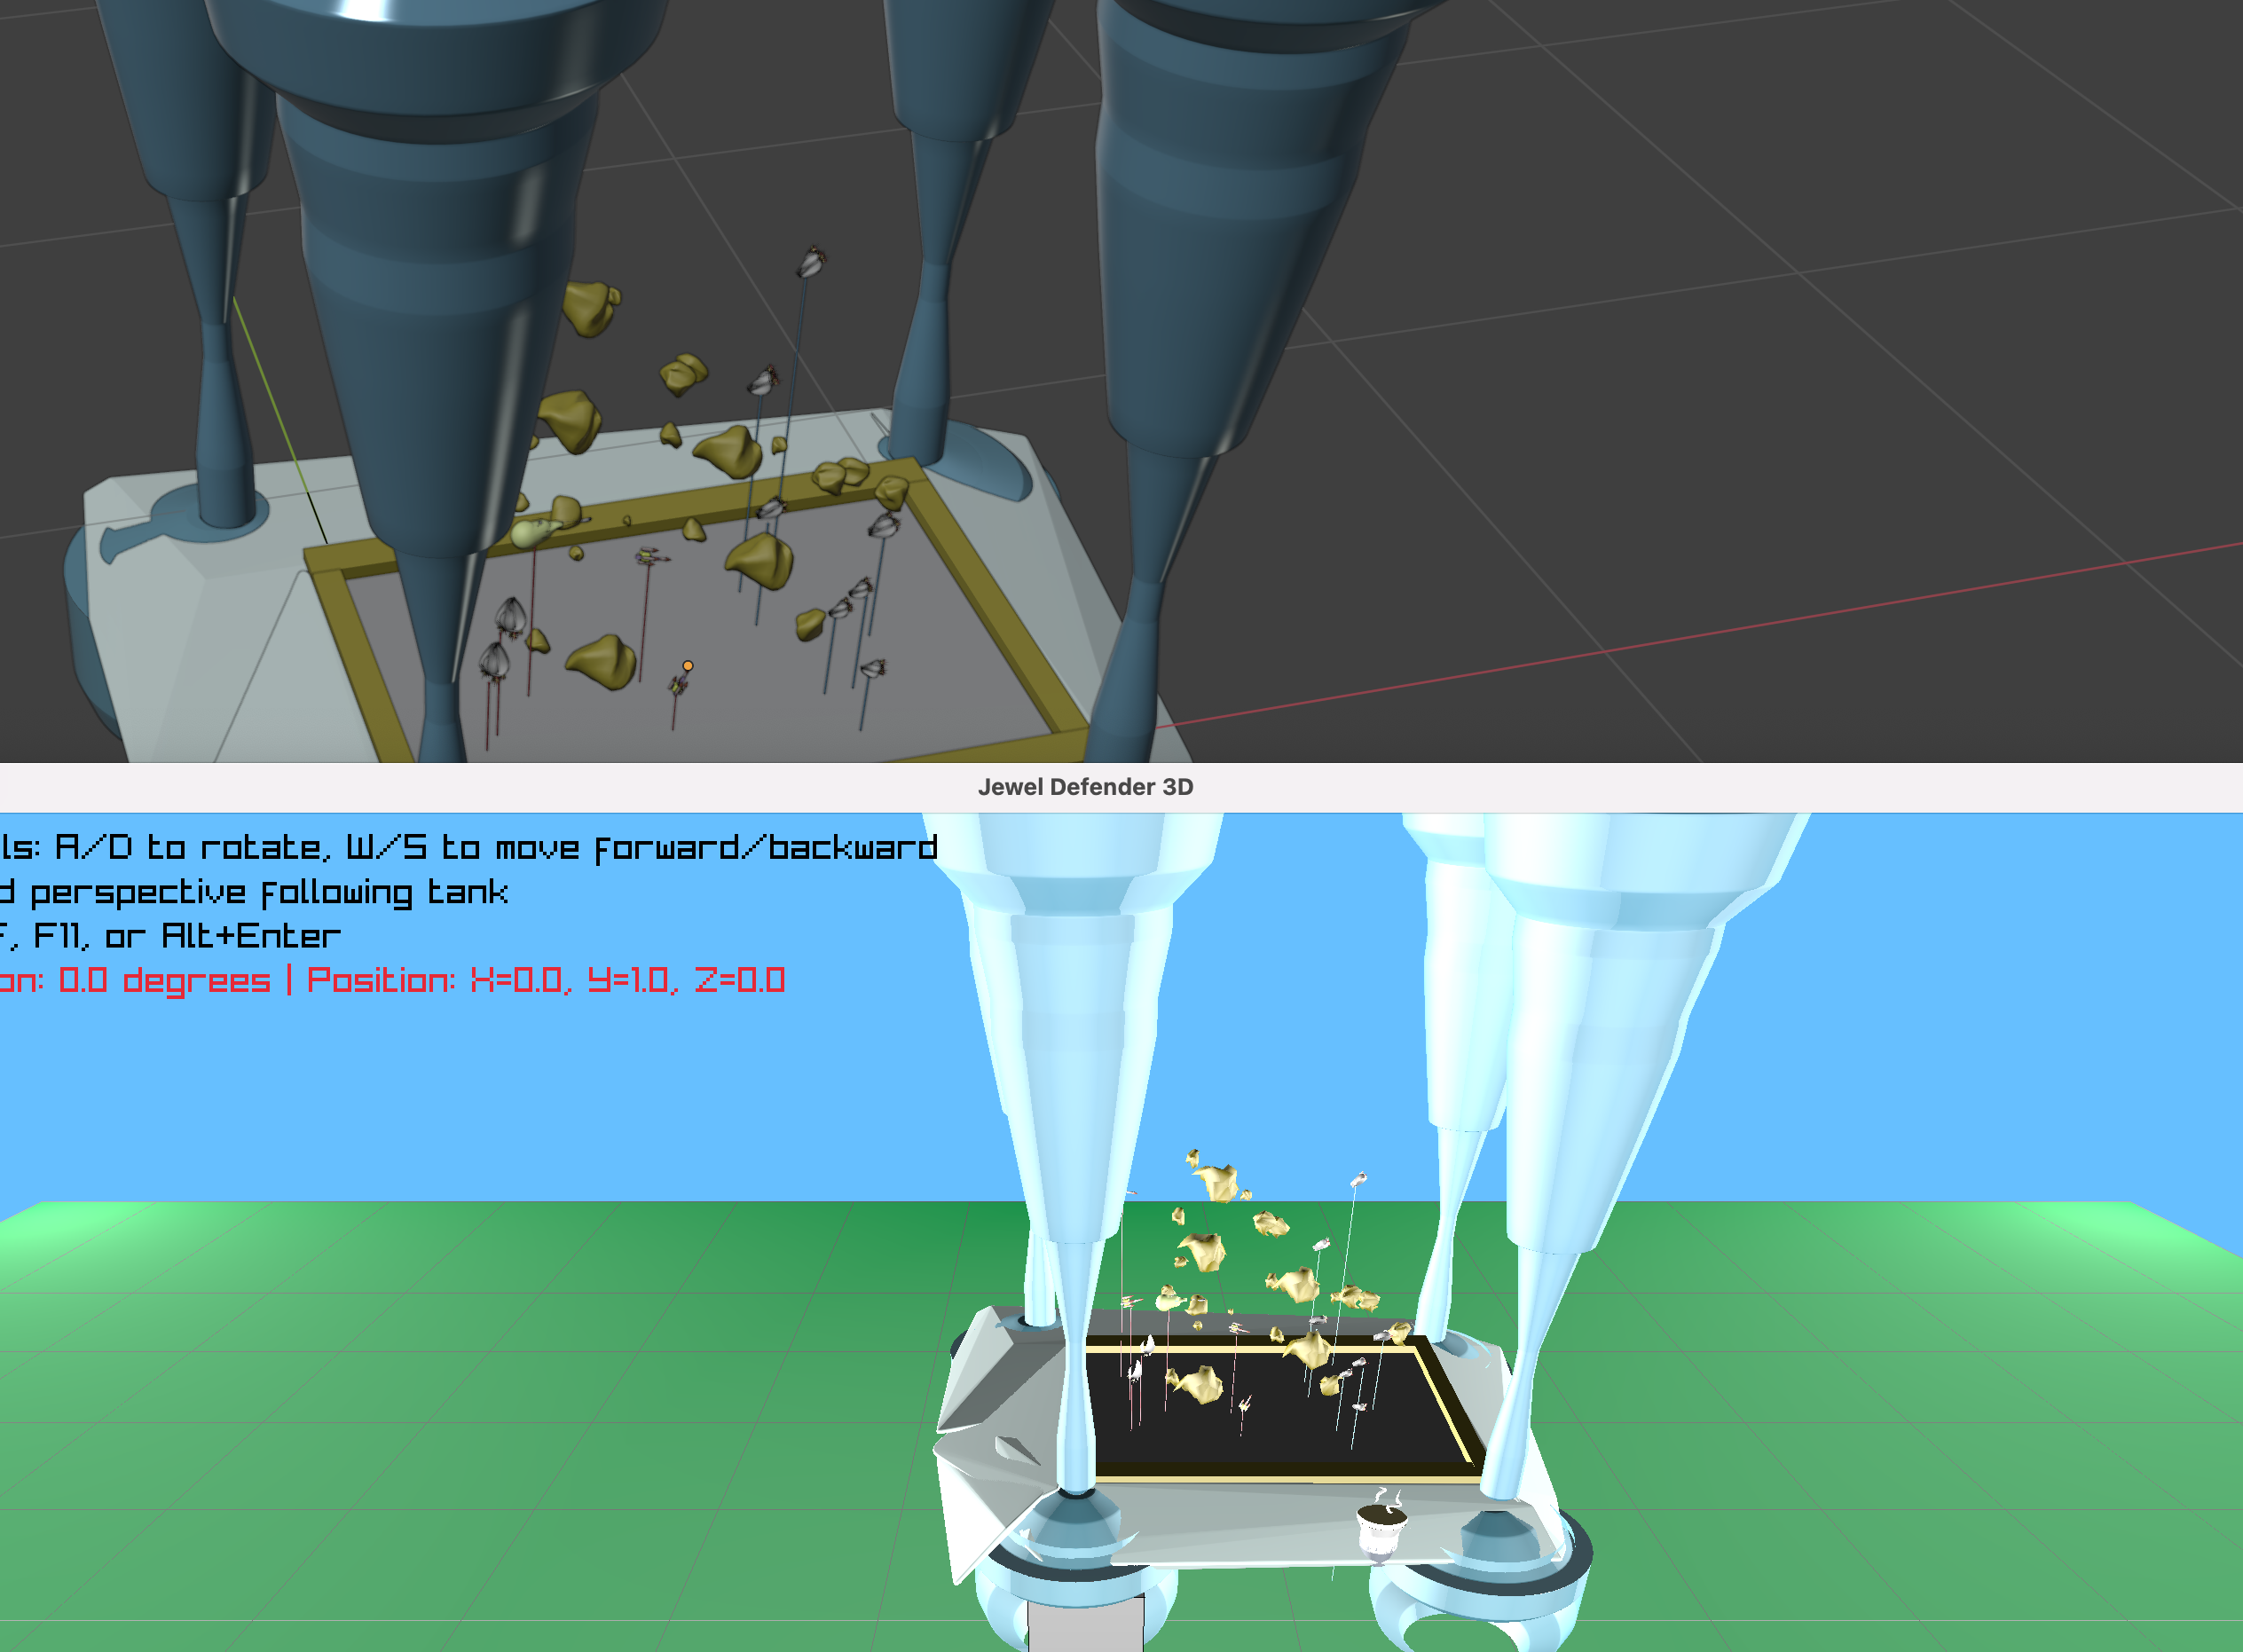 Jewel Defender 3D
ls: A/D to rotate, W/S to move forward/backward
d perspective following tank
F, F11, or Alt+Enter
on: 0.0 degrees | Position: X=0.0, Y=1.0, Z=0.0